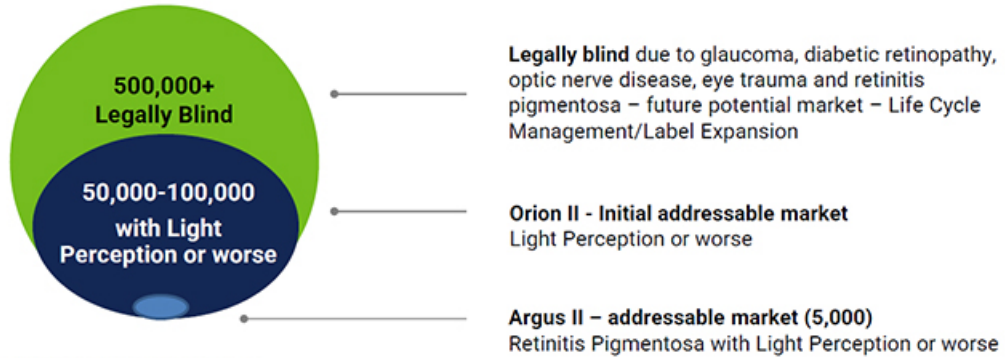 500,000+
Legally Blind
50,000-100,000
with Light
Perception or worse
Legally blind due to glaucoma, diabetic retinopathy,
optic nerve disease, eye trauma and retinitis
pigmentosa – future potential market – Life Cycle
Management/Label Expansion
Orion II - Initial addressable market
Light Perception or worse
Argus II – addressable market (5,000)
Retinitis Pigmentosa with Light Perception or worse